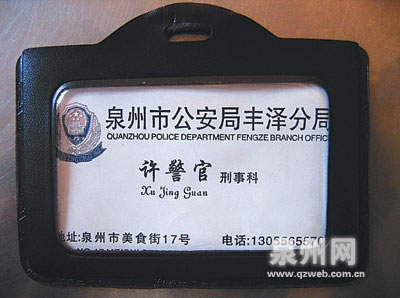 泉州市公安局丰泽分局
QUANZHOU POLICE DEPARTMENT FENGZE BRANCH OFFIC
许警官 刑事科
Xu Jing Guan
地址:泉州市美食街17号 电话:1305565570
泉州网
www.qzweb.com.cn